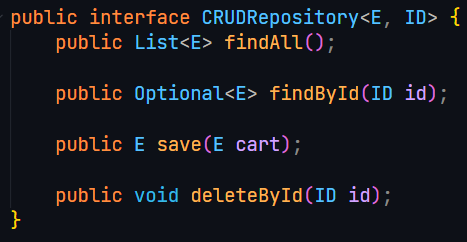 public interface CRUDRepository<E, ID> {
    public List<E> findAll();
    public Optional<E> findById(ID id);
    public E save(E cart);
    public void deleteById(ID id);
}